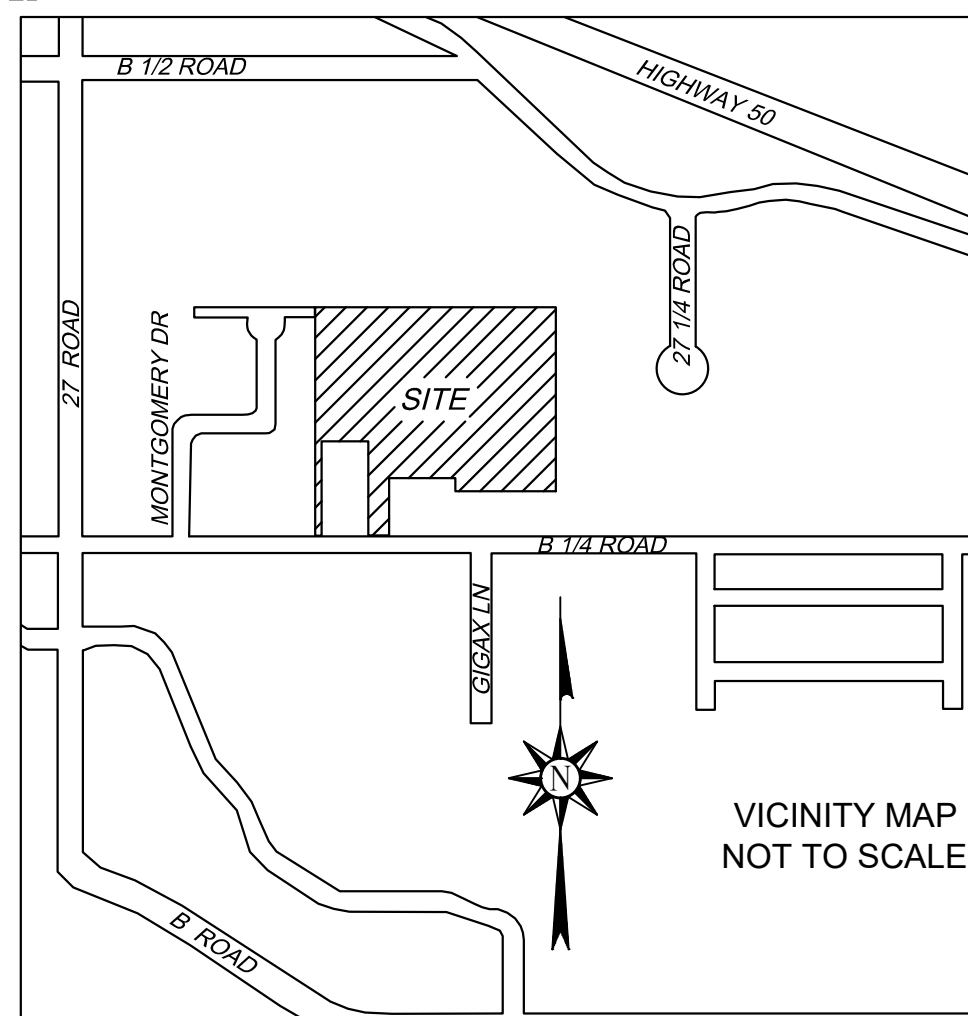 B 1/2 ROAD
HIGHWAY 50
27 1/4 ROAD
27 ROAD
MONTGOMERY DR
SITE
B 1/4 ROAD
GIGAX LN
N
VICINITY MAP
NOT TO SCALE
B ROAD